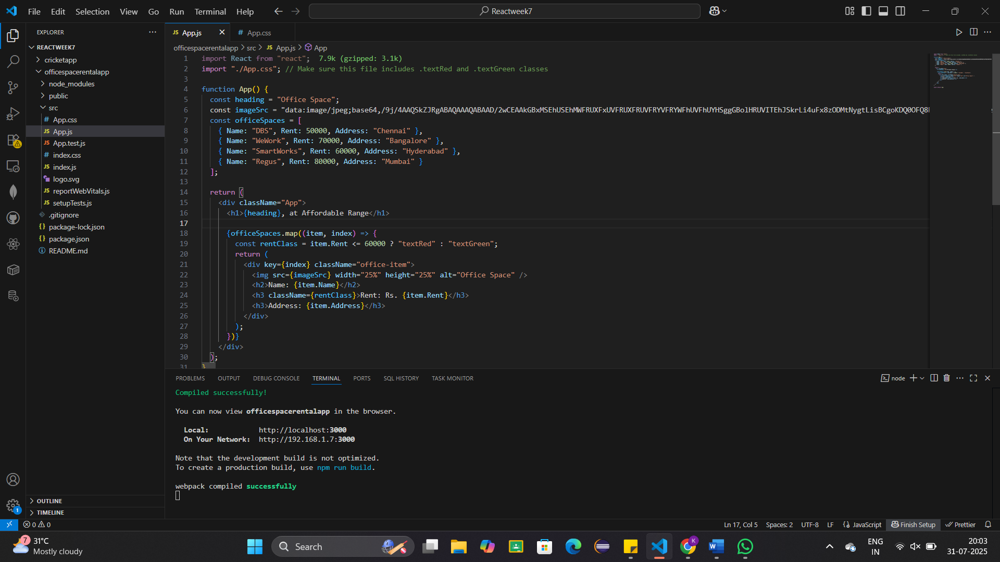 File Edit Selection View Go Run Terminal Help
Reactweek7
EXPLORER
REACTWEEK7
cricketapp
officespacerentalapp
node_modules
public
src
# App.css
JS App.js
JS App.test.js
# index.css
JS index.js
logo.svg
JS reportWebVitals.js
JS setupTests.js
.gitignore
{} package-lock.json
{} package.json
README.md
OUTLINE
TIMELINE
JS App.js
# App.css
officespacerentalapp > src > JS App.js > App
1 import React from "react"; 7.9k (gzipped: 3.1k)
2 import "./App.css"; // Make sure this file includes .textRed and .textGreen classes
3
4 function App() {
5 const heading = "Office Space";
6 const imageSrc = "data:image/jpeg;base64,
7 const officeSpaces = [
8 { Name: "DBS", Rent: 50000, Address: "Chennai" },
9 { Name: "WeWork", Rent: 70000, Address: "Bangalore" },
10 { Name: "SmartWorks", Rent: 60000, Address: "Hyderabad" },
11 { Name: "Regus", Rent: 80000, Address: "Mumbai" }
12 ];
13
14 return (
15 <div className="App">
16 <h1>{heading}, at Affordable Range</h1>
17
18 {officeSpaces.map((item, index) => {
19 const rentClass = item.Rent <= 60000 ? "textRed" : "textGreen";
20 return (
21 <div key={index} className="office-item">
22 <img src={imageSrc} width="25%" height="25%" alt="Office Space" />
23 <h2>Name: {item.Name}</h2>
24 <h3 className={rentClass}>Rent: Rs. {item.Rent}</h3>
25 <h3>Address: {item.Address}</h3>
26 </div>
27 );
28 })}
29 </div>
30 );
31 }
PROBLEMS OUTPUT DEBUG CONSOLE TERMINAL PORTS SQL HISTORY TASK MONITOR
node
Compiled successfully!
You can now view officespacerentalapp in the browser.
Local: http://localhost:3000
On Your Network: http://192.168.1.7:3000
Note that the development build is not optimized.
To create a production build, use npm run build.
webpack compiled successfully
1
0 0
Ln 17, Col 5 Spaces: 2 UTF-8 LF {} JavaScript Finish Setup Prettier
7
31°C
Mostly cloudy
Search
K
ENG
IN
20:03
31-07-2025